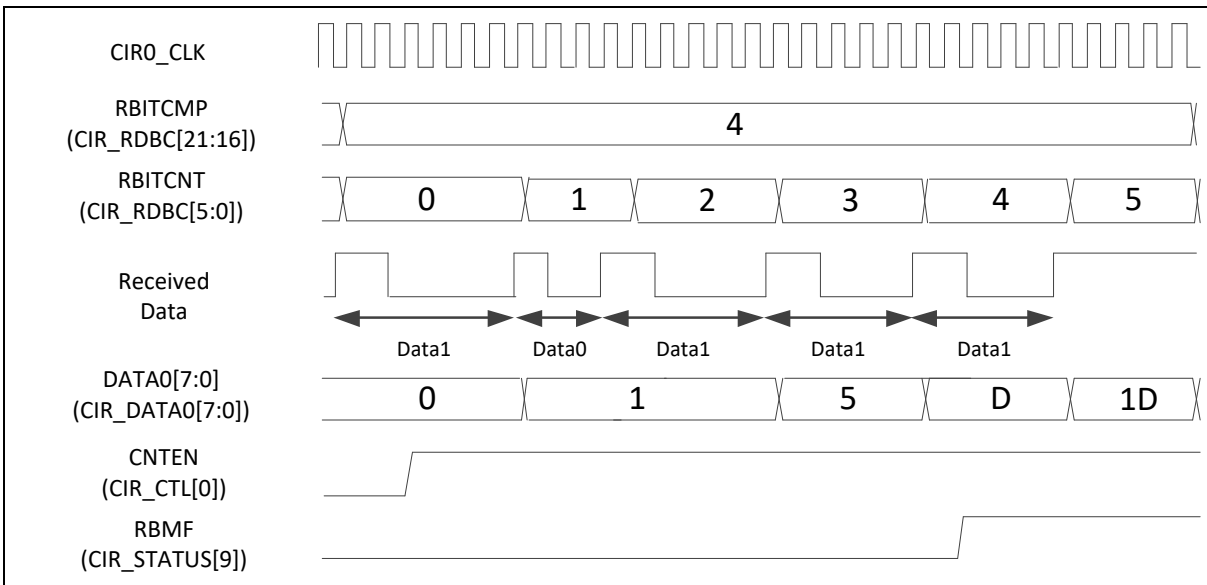 CIR0_CLK
RBITCMP
(CIR_RDBC[21:16])
4
RBITCNT
(CIR_RDBC[5:0])
0 1 2 3 4 5
Received
Data
Data1 Data0 Data1 Data1 Data1
DATA0[7:0]
(CIR_DATA0[7:0])
0 1 5 D 1D
CNTEN
(CIR_CTL[0])
RBMF
(CIR_STATUS[9])